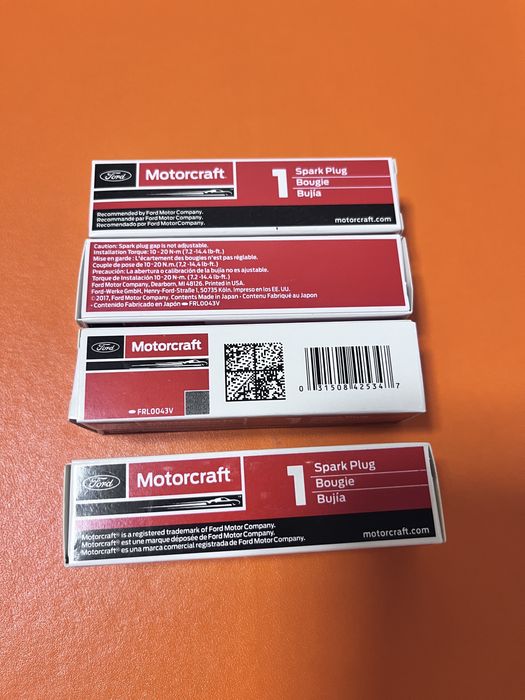 Ford
Motorcraft
1
Spark Plug
Bougie
Bujía
Recommended by Ford Motor Company.
Recommandé par Ford Motor Company.
Recomendado por Ford Motor Company.
motorcraft.com
Caution: Spark plug gap is not adjustable.
Installation Torque: 10 - 20 N-m (7,2 -14.4 lb-ft.)
Mise en garde : L'écartement des bougies n'est pas réglable.
Couple de pose de 10-20 N.m. (7,2-14.4 lb-ft.)
Precaución: La abertura o calibración de la bujía no es ajustable.
Torque de Instalación 10-20 N-m. (7,2 -14.4 lb-ft.)
Ford Motor Company, Dearborn, MI 48126. Printed in USA.
Ford-Werke GmbH, Henry-Ford-Straße 1, 50735 Köln. Impreso en los EE. UU.
© 2017, Ford Motor Company. Contents Made in Japan - Contenu Fabriqué au Japon
- Contenido Fabricado en Japón FRL0043V
Ford
Motorcraft
FRL0043V
0 31508 42534 7
Ford
Motorcraft
1
Spark Plug
Bougie
Bujía
Motorcraft® is a registered trademark of Ford Motor Company.
Motorcraft® est une marque déposée de Ford Motor Company.
Motorcraft® es una marca comercial registrada de Ford Motor Company.
motorcraft.com